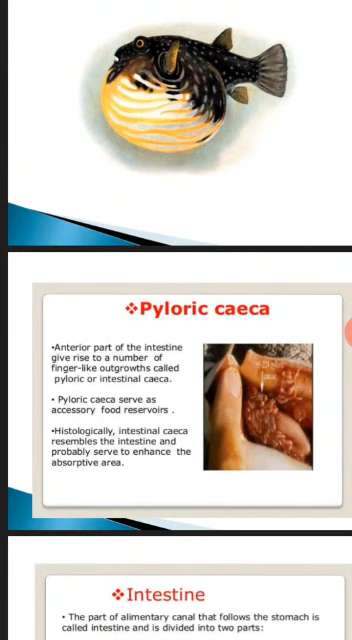 ❖Pyloric caeca
•Anterior part of the intestine
give rise to a number of
finger-like outgrowths called
pyloric or intestinal caeca.
• Pyloric caeca serve as
accessory food reservoirs .
•Histologically, intestinal caeca
resembles the intestine and
probably serve to enhance the
absorptive area.
❖Intestine
• The part of alimentary canal that follows the stomach is
called intestine and is divided into two parts: